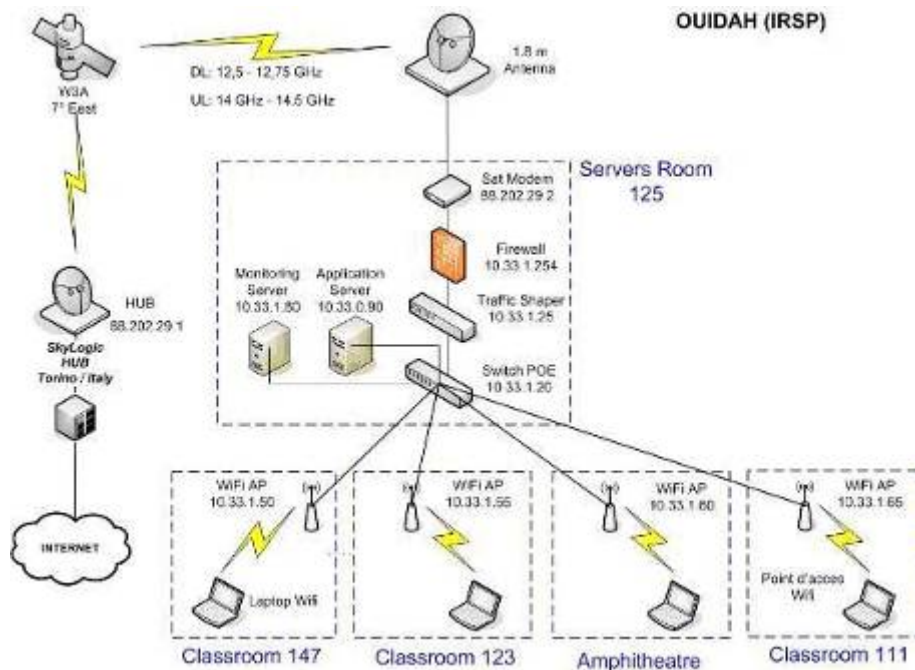 OUIDAH (IRSP)
W3A
7° East
DL: 12,5 - 12,75 GHz
UL: 14 GHz - 14.5 GHz
1.8 m
Antenna
Servers Room
125
Sat Modem
88.202.29.2
Firewall
10.33.1.254
Monitoring
Server
10.33.1.80
Application
Server
10.33.0.90
Traffic Shaper
10.33.1.25
Switch POE
10.33.1.20
HUB
88.202.29.1
SkyLogic
HUB
Torino / Italy
INTERNET
WiFi AP
10.33.1.50
Laptop Wifi
Classroom 147
WiFi AP
10.33.1.55
Classroom 123
WiFi AP
10.33.1.60
Amphitheatre
WiFi AP
10.33.1.65
Point d'acces
Wifi
Classroom 111